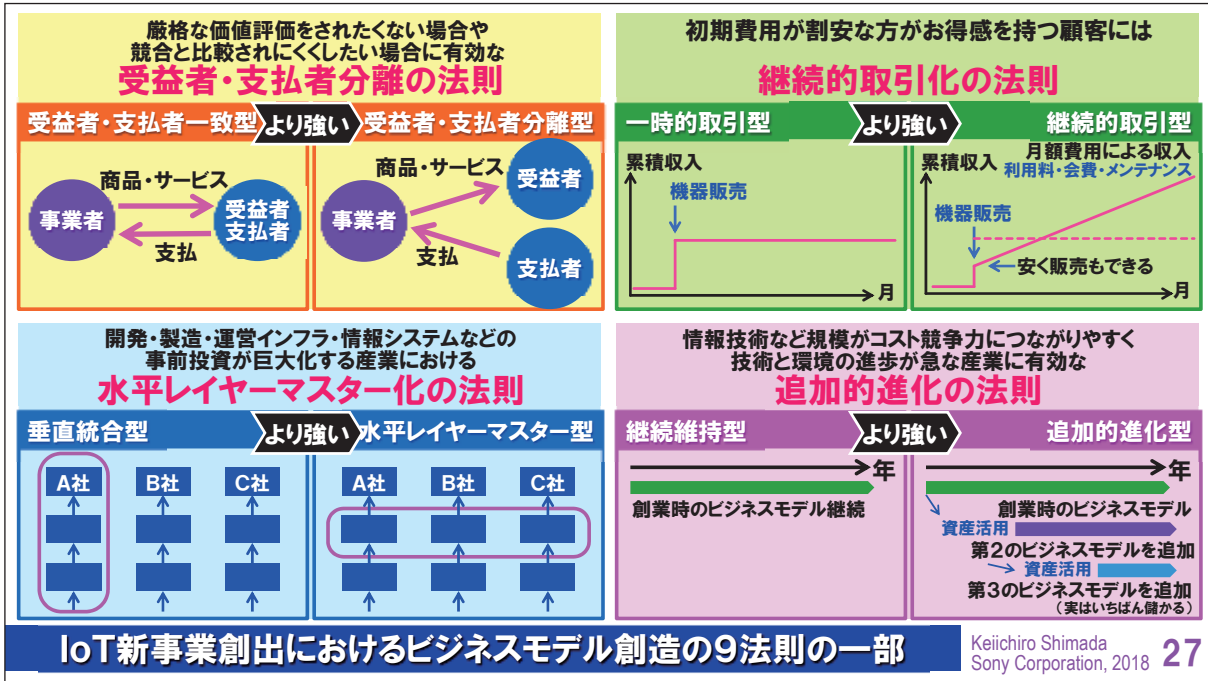 厳格な価値評価をされたくない場合や
競合と比較されにくくしたい場合に有効な
受益者・支払者分離の法則
受益者・支払者一致型
より強い
受益者・支払者分離型
商品・サービス
事業者
受益者
支払者
支払
商品・サービス
受益者
事業者
支払
支払者
初期費用が割安な方がお得感を持つ顧客には
継続的取引化の法則
一時的取引型
より強い
継続的取引型
累積収入
機器販売
月
累積収入
月額費用による収入
利用料・会費・メンテナンス
機器販売
安く販売もできる
月
開発・製造・運営インフラ・情報システムなどの
事前投資が巨大化する産業における
水平レイヤーマスター化の法則
垂直統合型
より強い
水平レイヤーマスター型
A社
B社
C社
A社
B社
C社
情報技術など規模がコスト競争力につながりやすく
技術と環境の進歩が急な産業に有効な
追加的進化の法則
継続維持型
より強い
追加的進化型
年
創業時のビジネスモデル継続
年
創業時のビジネスモデル
資産活用
第2のビジネスモデルを追加
資産活用
第3のビジネスモデルを追加
(実はいちばん儲かる)
IoT新事業創出におけるビジネスモデル創造の9法則の一部
Keiichiro Shimada
Sony Corporation, 2018
27